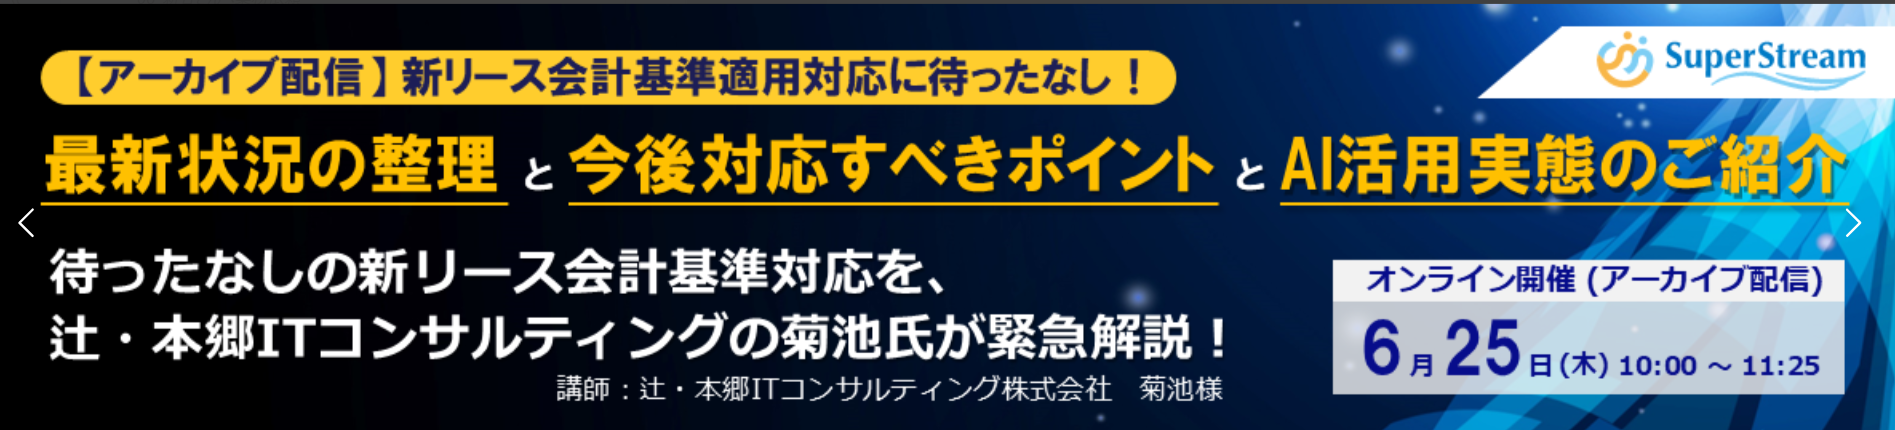 【アーカイブ配信】新リース会計基準適用対応に待ったなし！
SuperStream
最新状況の整理 と 今後対応すべきポイント と AI活用実態のご紹介
待ったなしの新リース会計基準対応を、
辻・本郷ITコンサルティングの菊池氏が緊急解説！
講師：辻・本郷ITコンサルティング株式会社　菊池様
オンライン開催 (アーカイブ配信)
6月25日(木) 10:00 ～ 11:25